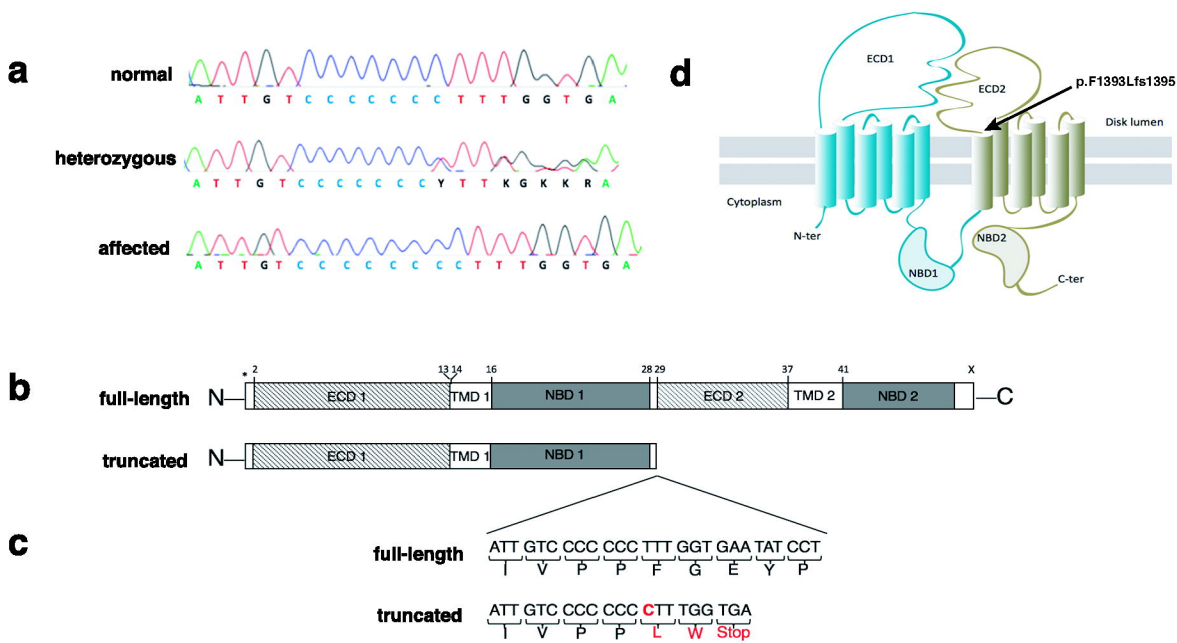 a
normal
A T T G T C C C C C C C T T T G G T G A
heterozygous
A T T G T C C C C C C C Y T T K G K K R A
affected
A T T G T C C C C C C C C T T T G G T G A
d
ECD1
ECD2
p.F1393Lfs1395
Disk lumen
Cytoplasm
N-ter
NBD1
NBD2
C-ter
b
* 2 13 14 16 28 29 37 41 X
full-length N ECD 1 TMD 1 NBD 1 ECD 2 TMD 2 NBD 2 C
truncated N ECD 1 TMD 1 NBD 1
c
full-length ATT GTC CCC CCC TTT GGT GAA TAT CCT
I V P P F G E Y P
truncated ATT GTC CCC CCC CTT TGG TGA
I V P P L W Stop